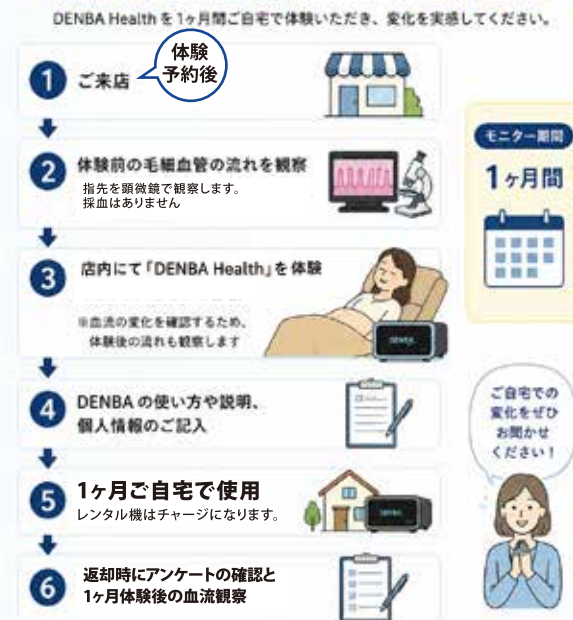 DENBA Health を1ヶ月間ご自宅で体験いただき、変化を実感してください。
1 ご来店
体験
予約後
2 体験前の毛細血管の流れを観察
指先を顕微鏡で観察します。
採血はありません
モニター期間
1ヶ月間
3 店内にて「DENBA Health」を体験
※血流の変化を確認するため、
体験後の流れも観察します
DENBA
4 DENBA の使い方や説明、
個人情報のご記入
ご自宅での
変化をぜひ
お聞かせ
ください!
5 1ヶ月ご自宅で使用
レンタル機はチャージになります。
DENBA
6 返却時にアンケートの確認と
1ヶ月体験後の血流観察